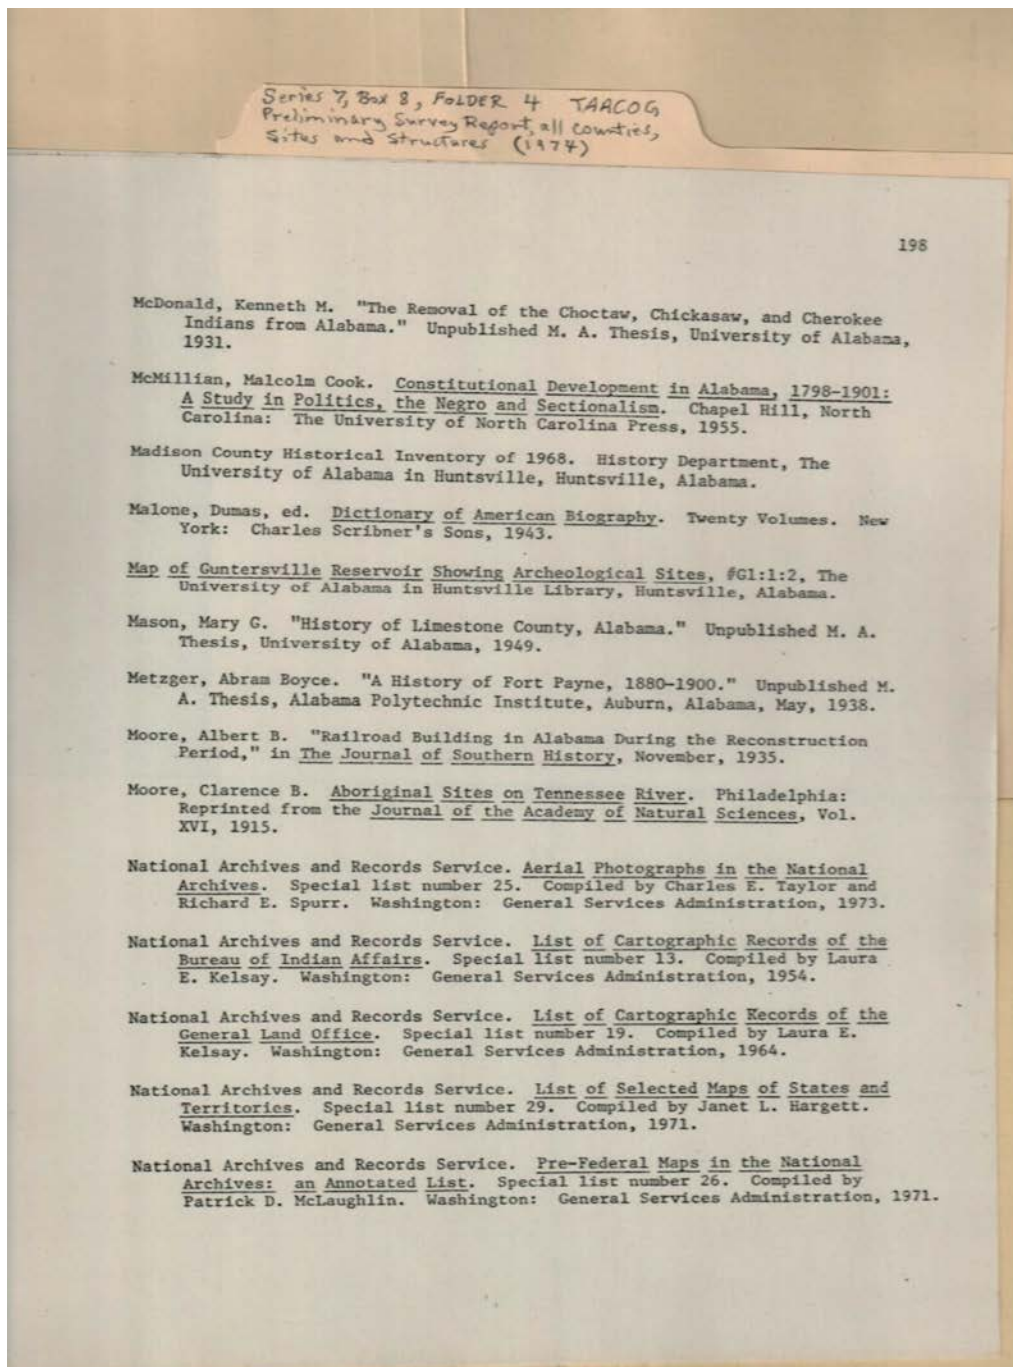 Series 7, Box 8, FOLDER 4 TAACOG
Preliminary Survey Report, all counties,
Sites and Structures (1974)
198
McDonald, Kenneth M. "The Removal of the Choctaw, Chickasaw, and Cherokee
Indians from Alabama." Unpublished M. A. Thesis, University of Alabama,
1931.
McMillian, Malcolm Cook. Constitutional Development in Alabama, 1798-1901:
A Study in Politics, the Negro and Sectionalism. Chapel Hill, North
Carolina: The University of North Carolina Press, 1955.
Madison County Historical Inventory of 1968. History Department, The
University of Alabama in Huntsville, Huntsville, Alabama.
Malone, Dumas, ed. Dictionary of American Biography. Twenty Volumes. New
York: Charles Scribner's Sons, 1943.
Map of Guntersville Reservoir Showing Archeological Sites, #G1:1:2, The
University of Alabama in Huntsville Library, Huntsville, Alabama.
Mason, Mary G. "History of Limestone County, Alabama." Unpublished M. A.
Thesis, University of Alabama, 1949.
Metzger, Abram Boyce. "A History of Fort Payne, 1880-1900." Unpublished M.
A. Thesis, Alabama Polytechnic Institute, Auburn, Alabama, May, 1938.
Moore, Albert B. "Railroad Building in Alabama During the Reconstruction
Period," in The Journal of Southern History, November, 1935.
Moore, Clarence B. Aboriginal Sites on Tennessee River. Philadelphia:
Reprinted from the Journal of the Academy of Natural Sciences, Vol.
XVI, 1915.
National Archives and Records Service. Aerial Photographs in the National
Archives. Special list number 25. Compiled by Charles E. Taylor and
Richard E. Spurr. Washington: General Services Administration, 1973.
National Archives and Records Service. List of Cartographic Records of the
Bureau of Indian Affairs. Special list number 13. Compiled by Laura
E. Kelsay. Washington: General Services Administration, 1954.
National Archives and Records Service. List of Cartographic Records of the
General Land Office. Special list number 19. Compiled by Laura E.
Kelsay. Washington: General Services Administration, 1964.
National Archives and Records Service. List of Selected Maps of States and
Territories. Special list number 29. Compiled by Janet L. Hargett.
Washington: General Services Administration, 1971.
National Archives and Records Service. Pre-Federal Maps in the National
Archives: an Annotated List. Special list number 26. Compiled by
Patrick D. McLaughlin. Washington: General Services Administration, 1971.